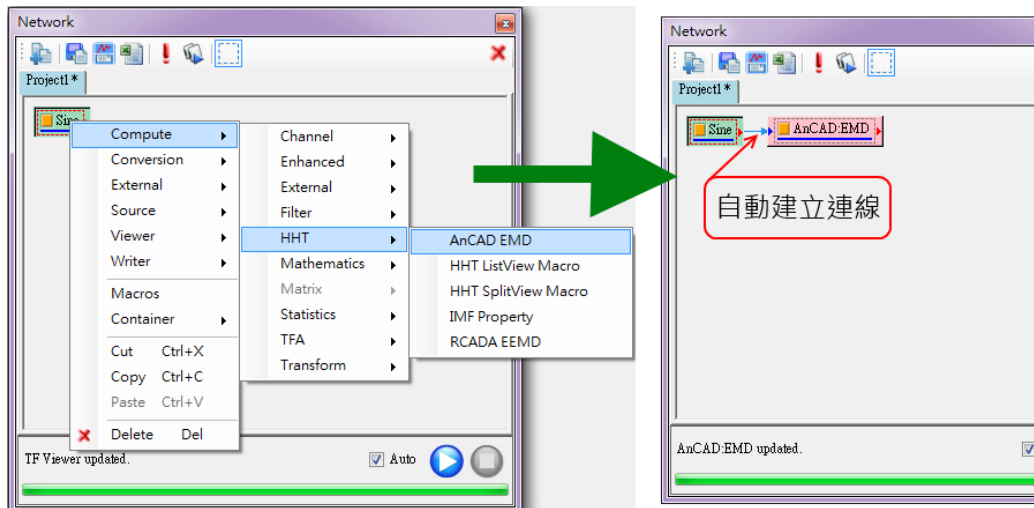 Network
Project1 *
Sine
Compute
Conversion
External
Source
Viewer
Writer
Macros
Container
Cut Ctrl+X
Copy Ctrl+C
Paste Ctrl+V
Delete Del
Channel
Enhanced
External
Filter
HHT
Mathematics
Matrix
Statistics
TFA
Transform
AnCAD EMD
HHT ListView Macro
HHT SplitView Macro
IMF Property
RCADA EEMD
TF Viewer updated.
Auto
Network
Project1 *
Sine
AnCAD:EMD
自動建立連線
AnCAD:EMD updated.